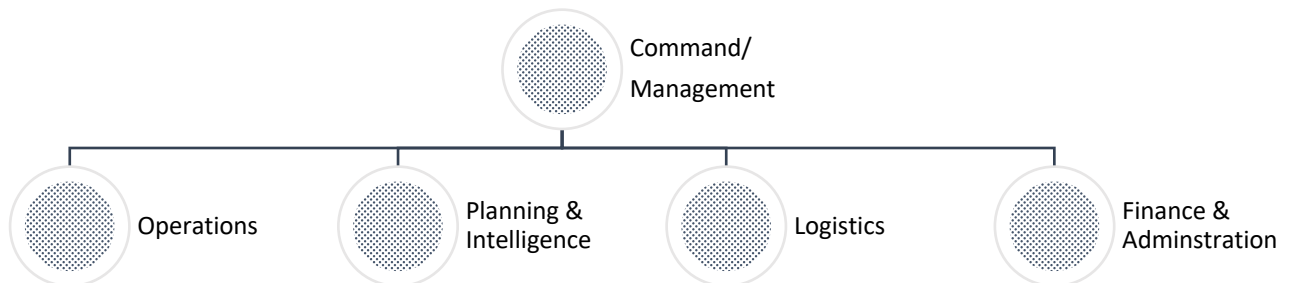 Command/
Management
Operations
Planning &
Intelligence
Logistics
Finance &
Adminstration